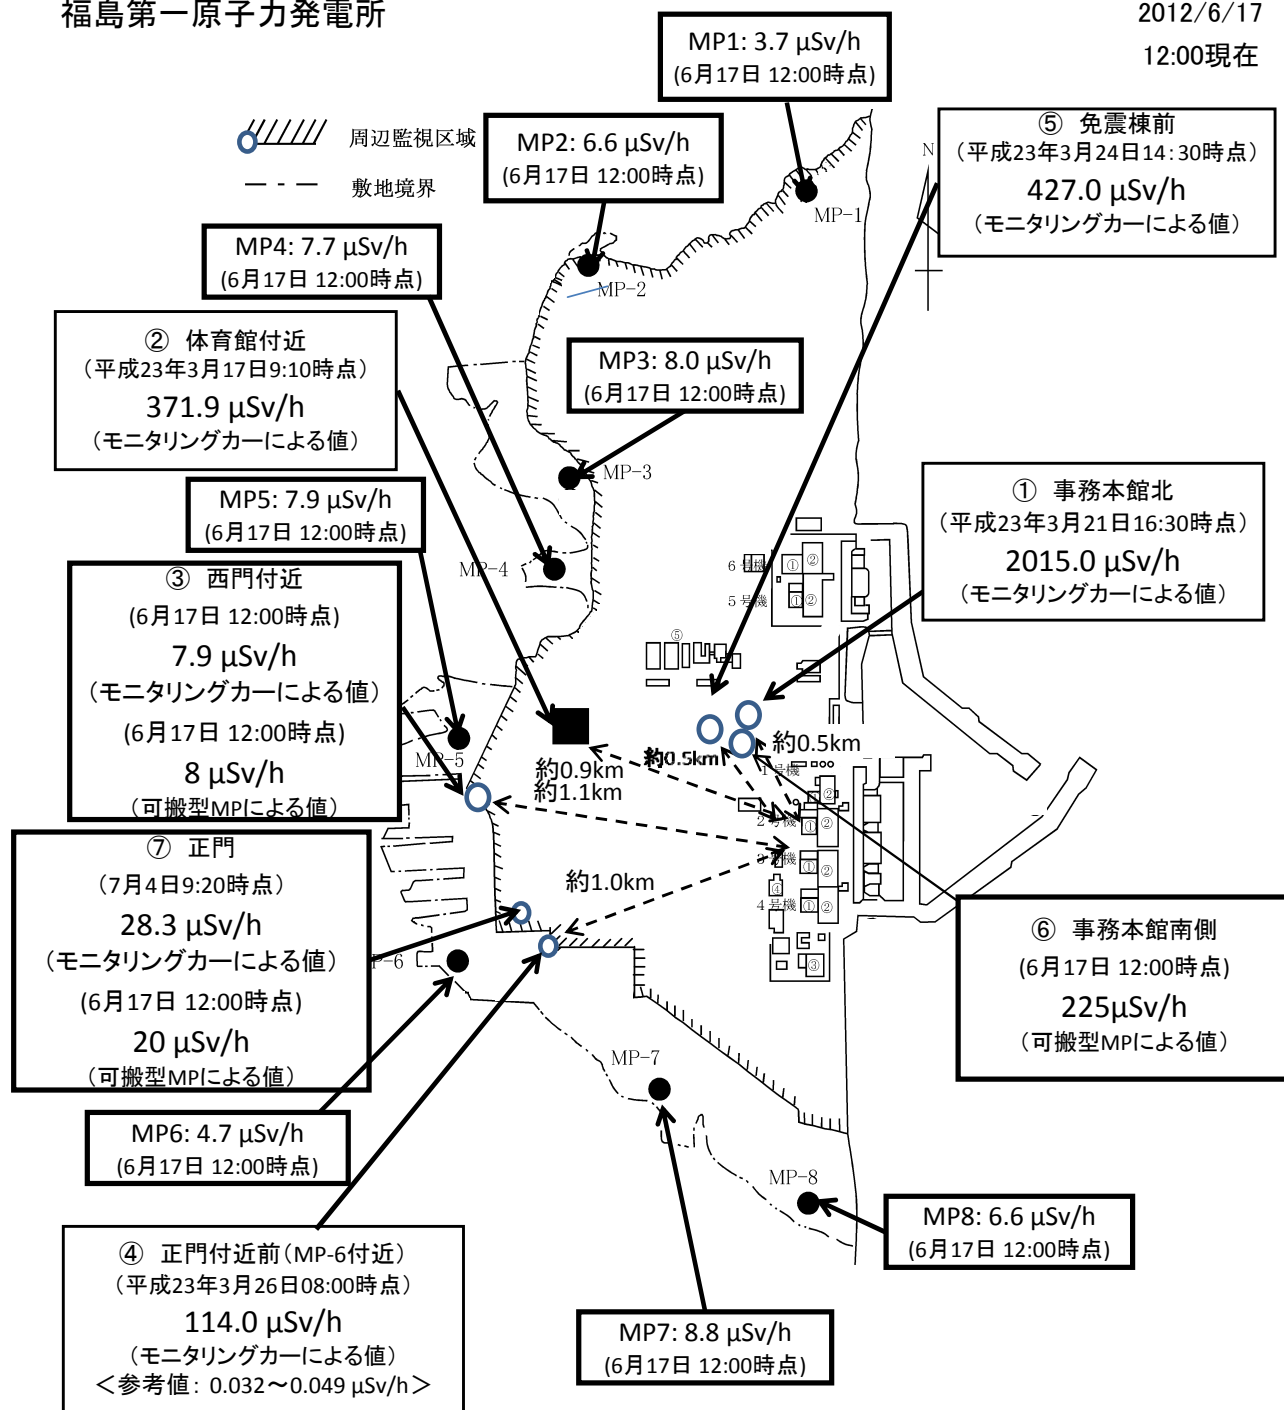 福島第一原子力発電所
2012/6/17
12:00現在
MP1: 3.7 μSv/h
(6月17日 12:00時点)
周辺監視区域
敷地境界
MP2: 6.6 μSv/h
(6月17日 12:00時点)
⑤ 免震棟前
(平成23年3月24日14:30時点)
427.0 μSv/h
(モニタリングカーによる値)
N
MP-1
MP4: 7.7 μSv/h
(6月17日 12:00時点)
MP-2
② 体育館付近
(平成23年3月17日9:10時点)
371.9 μSv/h
(モニタリングカーによる値)
MP3: 8.0 μSv/h
(6月17日 12:00時点)
MP-3
MP5: 7.9 μSv/h
(6月17日 12:00時点)
① 事務本館北
(平成23年3月21日16:30時点)
2015.0 μSv/h
(モニタリングカーによる値)
MP-4
6号機
① ②
5号機
① ②
⑤
③ 西門付近
(6月17日 12:00時点)
7.9 μSv/h
(モニタリングカーによる値)
(6月17日 12:00時点)
8 μSv/h
(可搬型MPによる値)
MP-5
約0.9km
約1.1km
約0.5km
約0.5km
1号機
②
2号機
① ②
3号機
① ②
④
4号機
① ②
③
約1.0km
⑦ 正門
(7月4日9:20時点)
28.3 μSv/h
(モニタリングカーによる値)
(6月17日 12:00時点)
20 μSv/h
(可搬型MPによる値)
P-6
⑥ 事務本館南側
(6月17日 12:00時点)
225μSv/h
(可搬型MPによる値)
MP-7
MP6: 4.7 μSv/h
(6月17日 12:00時点)
MP-8
MP8: 6.6 μSv/h
(6月17日 12:00時点)
④ 正門付近前(MP-6付近)
(平成23年3月26日08:00時点)
114.0 μSv/h
(モニタリングカーによる値)
<参考値: 0.032~0.049 μSv/h>
MP7: 8.8 μSv/h
(6月17日 12:00時点)